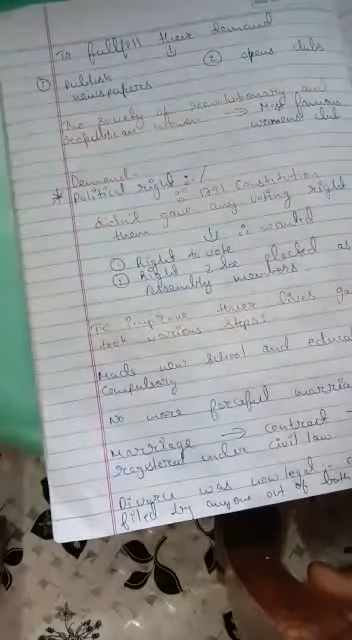 To fullfill their demand
↓
① Publish ② opens clubs
newspapers
The society of revolutionary and
Republican women → Most famous
womens club
Demand-
* Political right :-
1791 Constitution
didn't gave any voting right
them
↓ it wanted
① Right to vote
② Right to be elected as
Assembly members
To improve their lives go
took various steps:
Made new school and educa
compulsory
No more forceful marria
Marriage → contract →
registered under civil law
Divorce was now legal
filed by anyone out of both